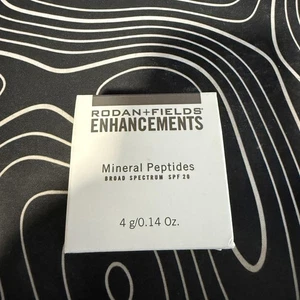 RODAN+FIELDS®
ENHANCEMENTS
Mineral Peptides
BROAD SPECTRUM SPF 20
4 g/0.14 Oz.